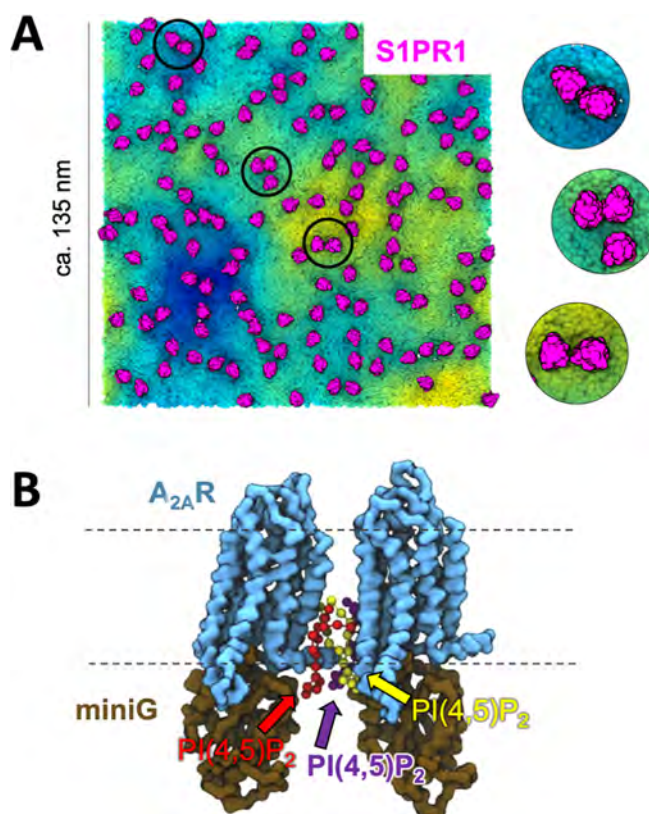 A
S1PR1
ca. 135 nm
B
A₂AR
miniG
PI(4,5)P₂
PI(4,5)P₂
PI(4,5)P₂